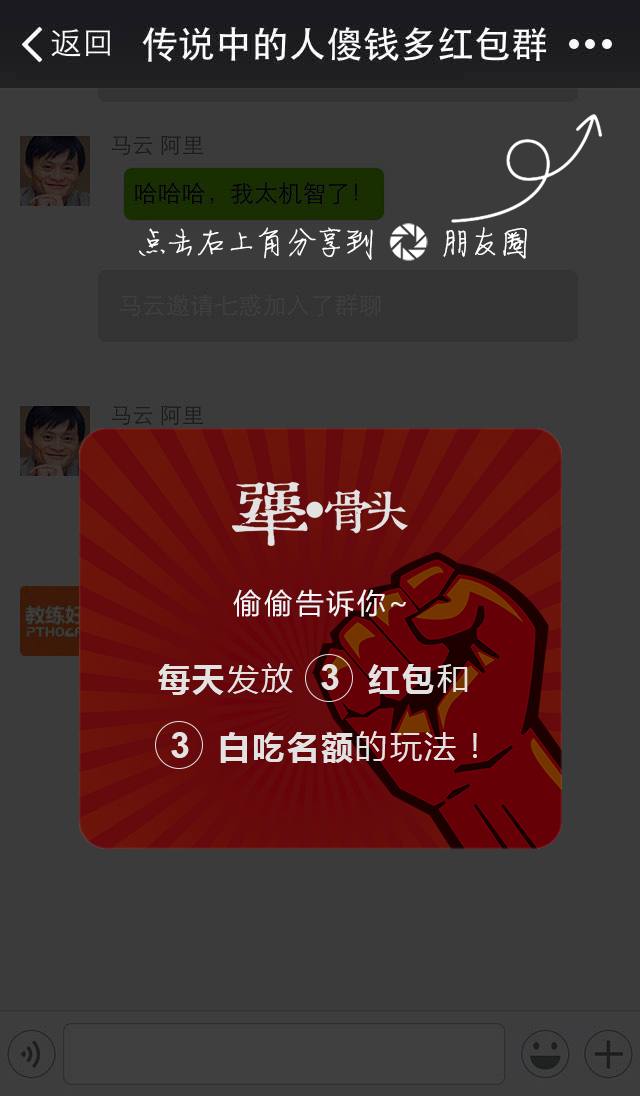 返回 传说中的人傻钱多红包群
马云 阿里
哈哈哈，我太机智了！
点击右上角分享到 朋友圈
马云邀请七惑加入了群聊
马云 阿里
犟•骨头
教练好
PTHOCA
偷偷告诉你~
每天发放 3 红包和
3 白吃名额的玩法！